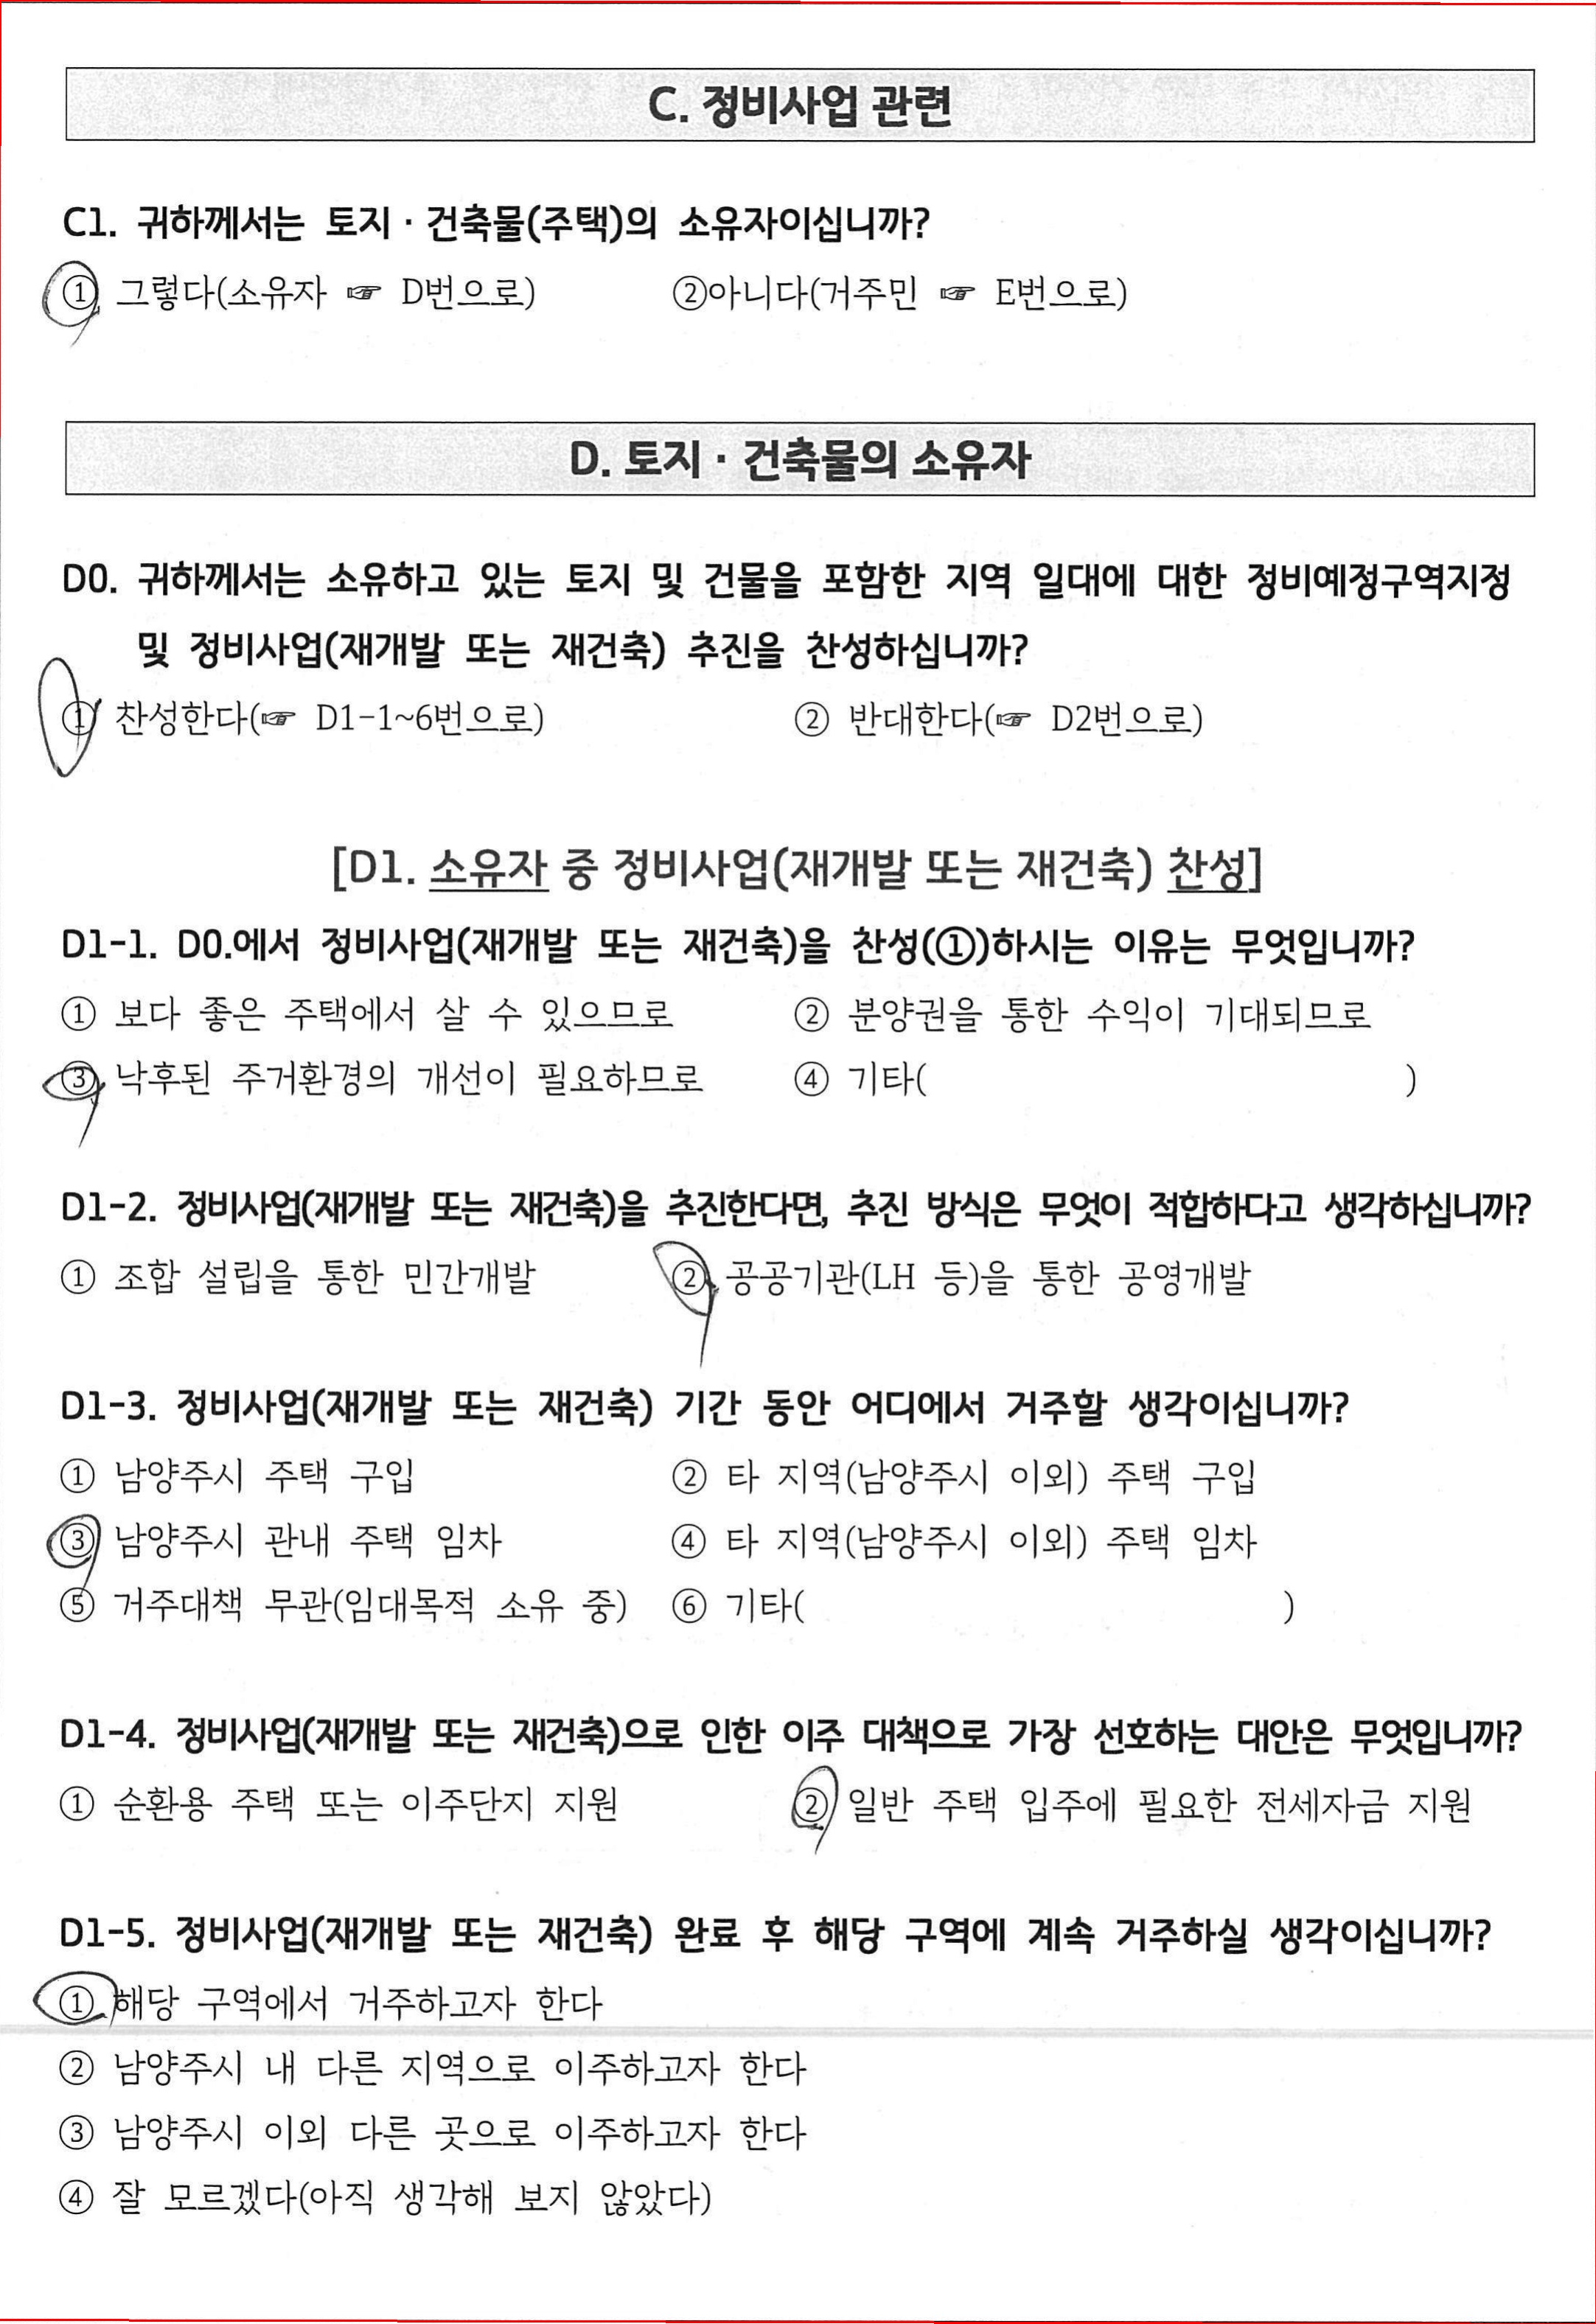 C. 정비사업 관련
C1. 귀하께서는 토지 · 건축물(주택)의 소유자이십니까?
① 그렇다(소유자 ☞ D번으로) ②아니다(거주민 ☞ E번으로)
D. 토지 · 건축물의 소유자
D0. 귀하께서는 소유하고 있는 토지 및 건물을 포함한 지역 일대에 대한 정비예정구역지정
및 정비사업(재개발 또는 재건축) 추진을 찬성하십니까?
① 찬성한다(☞ D1-1~6번으로) ② 반대한다(☞ D2번으로)
[D1. 소유자 중 정비사업(재개발 또는 재건축) 찬성]
D1-1. D0.에서 정비사업(재개발 또는 재건축)을 찬성(①)하시는 이유는 무엇입니까?
① 보다 좋은 주택에서 살 수 있으므로 ② 분양권을 통한 수익이 기대되므로
③ 낙후된 주거환경의 개선이 필요하므로 ④ 기타( )
D1-2. 정비사업(재개발 또는 재건축)을 추진한다면, 추진 방식은 무엇이 적합하다고 생각하십니까?
① 조합 설립을 통한 민간개발 ② 공공기관(LH 등)을 통한 공영개발
D1-3. 정비사업(재개발 또는 재건축) 기간 동안 어디에서 거주할 생각이십니까?
① 남양주시 주택 구입 ② 타 지역(남양주시 이외) 주택 구입
③ 남양주시 관내 주택 임차 ④ 타 지역(남양주시 이외) 주택 임차
⑤ 거주대책 무관(임대목적 소유 중) ⑥ 기타( )
D1-4. 정비사업(재개발 또는 재건축)으로 인한 이주 대책으로 가장 선호하는 대안은 무엇입니까?
① 순환용 주택 또는 이주단지 지원 ② 일반 주택 입주에 필요한 전세자금 지원
D1-5. 정비사업(재개발 또는 재건축) 완료 후 해당 구역에 계속 거주하실 생각이십니까?
① 해당 구역에서 거주하고자 한다
② 남양주시 내 다른 지역으로 이주하고자 한다
③ 남양주시 이외 다른 곳으로 이주하고자 한다
④ 잘 모르겠다(아직 생각해 보지 않았다)